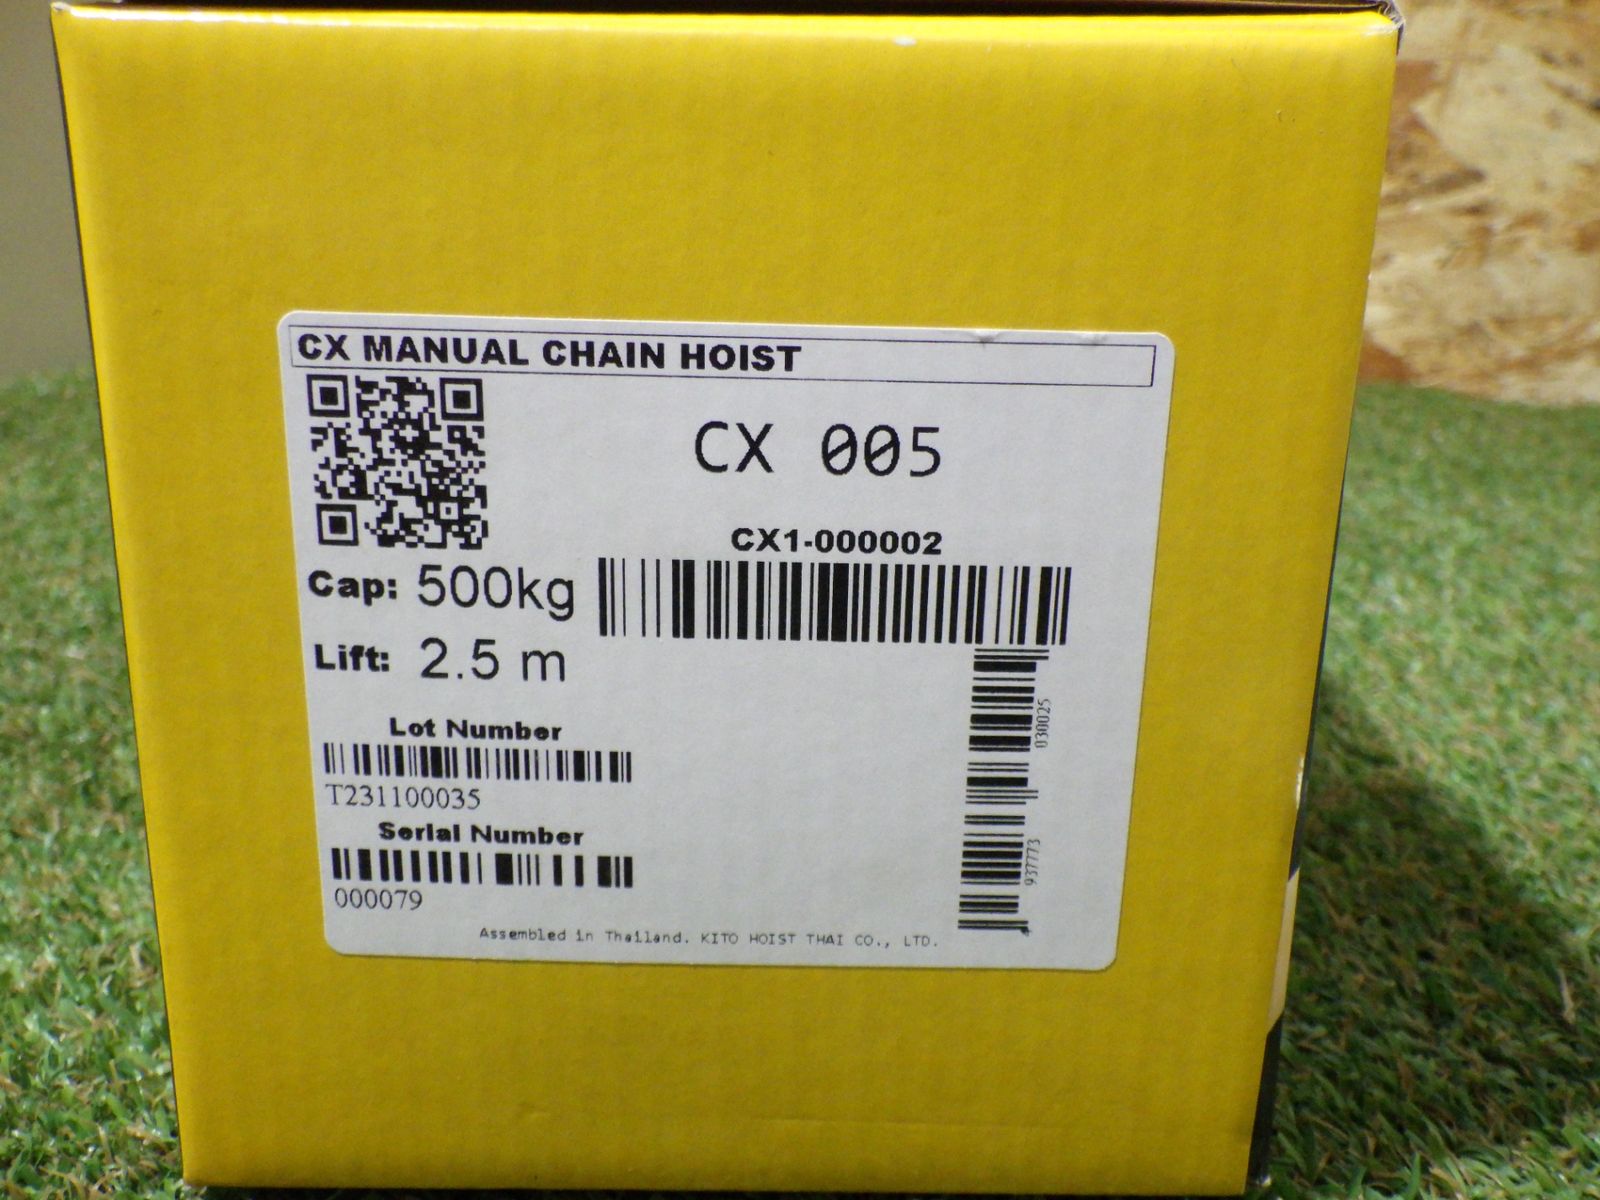 CX MANUAL CHAIN HOIST
CX 005
CX1-000002
Cap: 500kg
Lift: 2.5 m
030025
937773
4
Lot Number
T231100035
Serial Number
000079
Assembled in Thailand. KITO HOIST THAI CO., LTD.